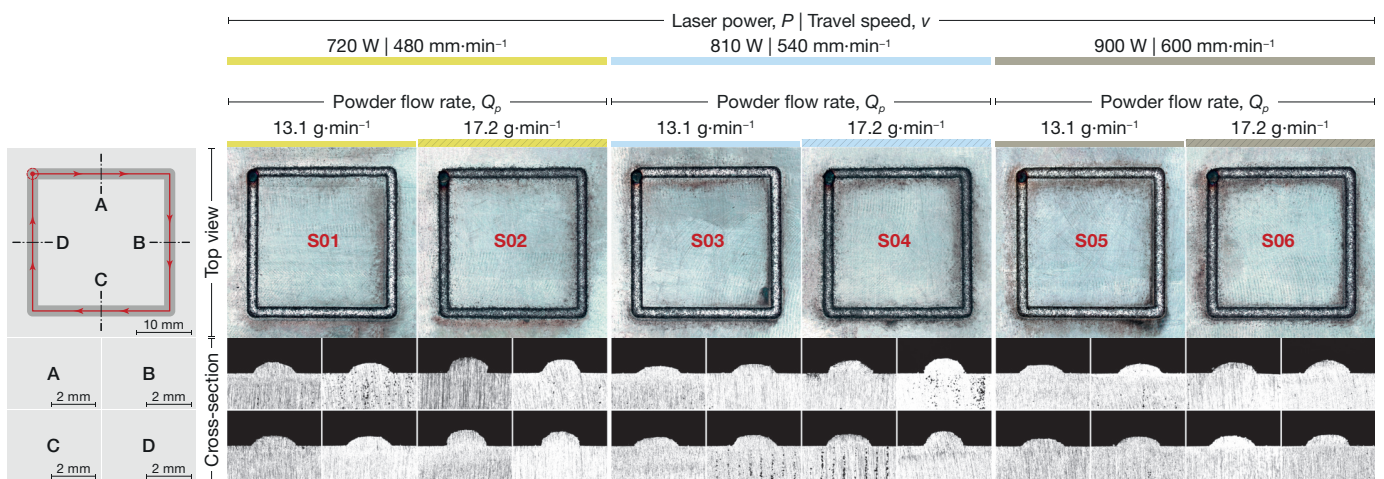 Laser power, P | Travel speed, v
720 W | 480 mm·min⁻¹
810 W | 540 mm·min⁻¹
900 W | 600 mm·min⁻¹
Powder flow rate, Qₚ
Powder flow rate, Qₚ
Powder flow rate, Qₚ
13.1 g·min⁻¹
17.2 g·min⁻¹
13.1 g·min⁻¹
17.2 g·min⁻¹
13.1 g·min⁻¹
17.2 g·min⁻¹
A
D
B
C
10 mm
Top view
S01
S02
S03
S04
S05
S06
A
2 mm
B
2 mm
C
2 mm
D
2 mm
Cross-section